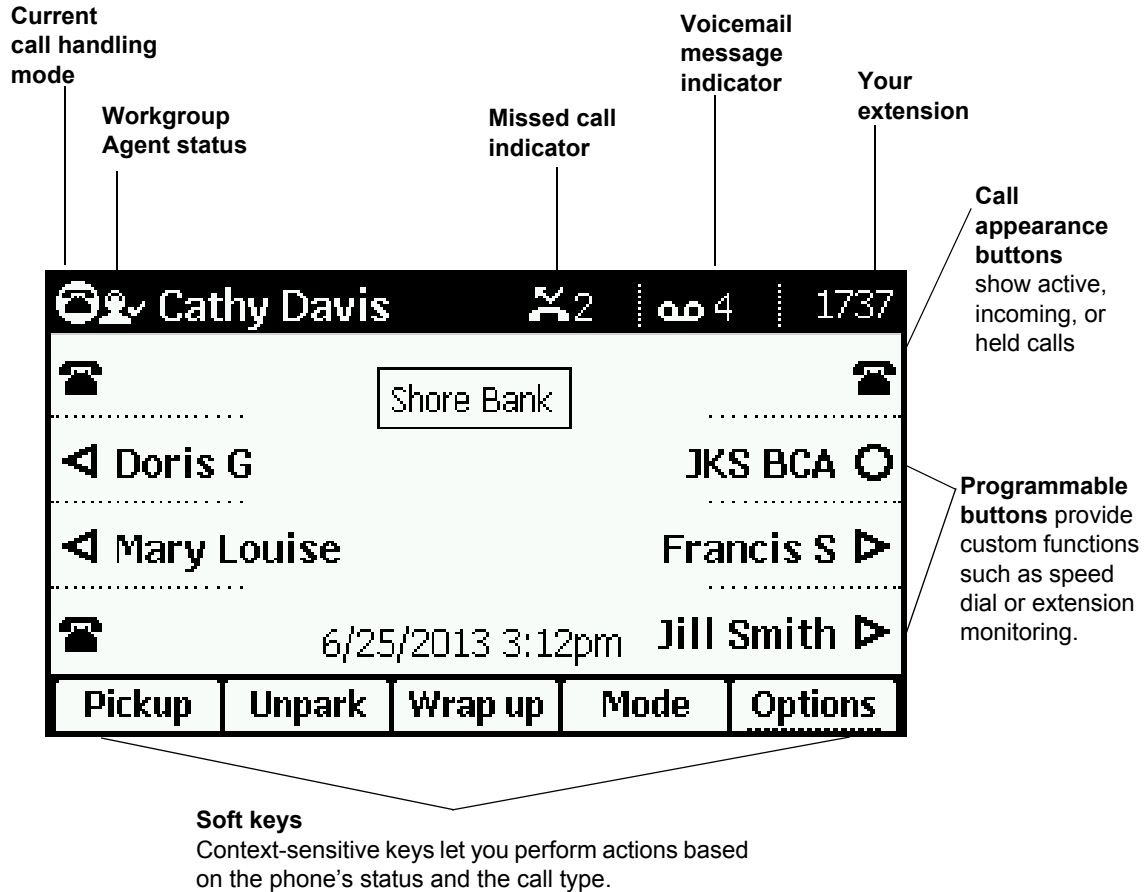 Current
call handling
mode
Workgroup
Agent status
Missed call
indicator
Voicemail
message
indicator
Your
extension
Call
appearance
buttons
show active,
incoming, or
held calls
Cathy Davis 2 4 1737
Shore Bank
Doris G JKS BCA
Mary Louise Francis S
6/25/2013 3:12pm Jill Smith
Pickup Unpark Wrap up Mode Options
Programmable
buttons provide
custom functions
such as speed
dial or extension
monitoring.
Soft keys
Context-sensitive keys let you perform actions based
on the phone's status and the call type.